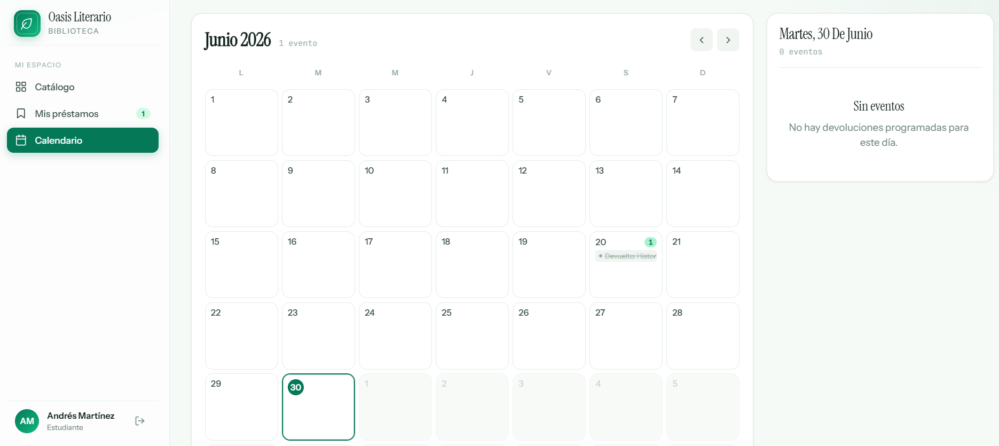 Oasis Literario
BIBLIOTECA
MI ESPACIO
Catálogo
Mis préstamos 1
Calendario
Andrés Martínez
Estudiante
AM
Junio 2026 1 evento
L M M J V S D
1 2 3 4 5 6 7
8 9 10 11 12 13 14
15 16 17 18 19 20 1 21
Devuelto: Histor
22 23 24 25 26 27 28
29 30 1 2 3 4 5
Martes, 30 De Junio
0 eventos
Sin eventos
No hay devoluciones programadas para
este día.